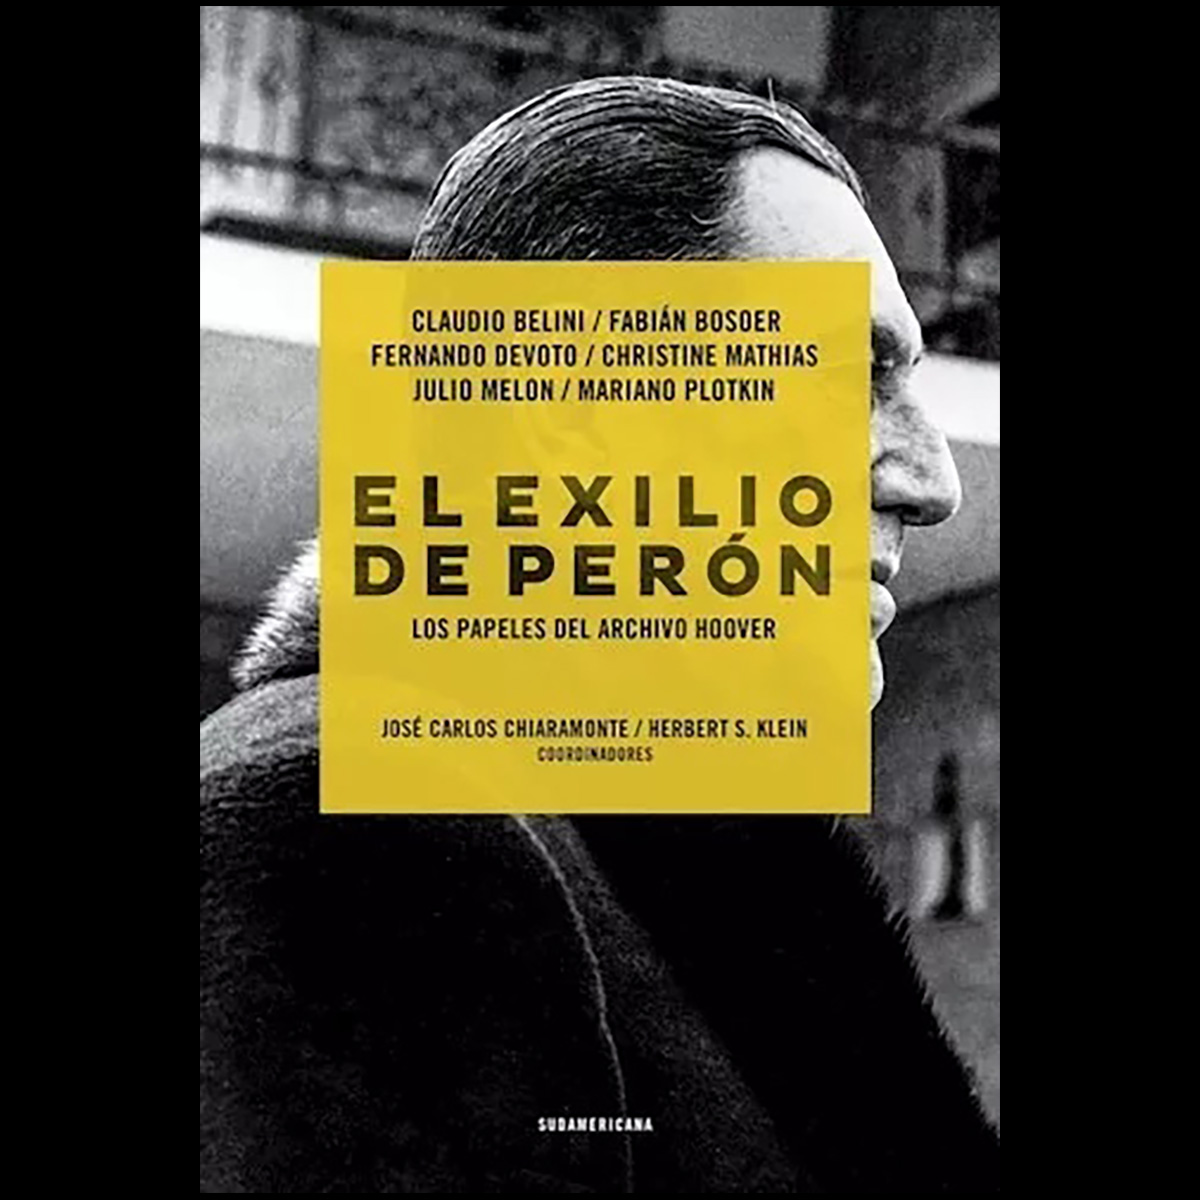 CLAUDIO BELINI / FABIÁN BOSOER
FERNANDO DEVOTO / CHRISTINE MATHIAS
JULIO MELON / MARIANO PLOTKIN
EL EXILIO
DE PERÓN
LOS PAPELES DEL ARCHIVO HOOVER
JOSÉ CARLOS CHIARAMONTE / HERBERT S. KLEIN
COORDINADORES
SUDAMERICANA